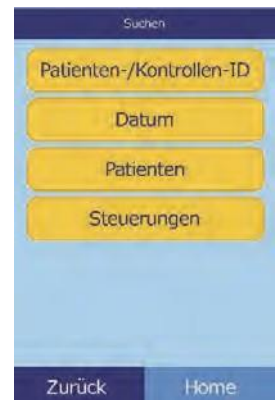 Suchen
Patienten-/Kontrollen-ID
Datum
Patienten
Steuerungen
Zurück Home